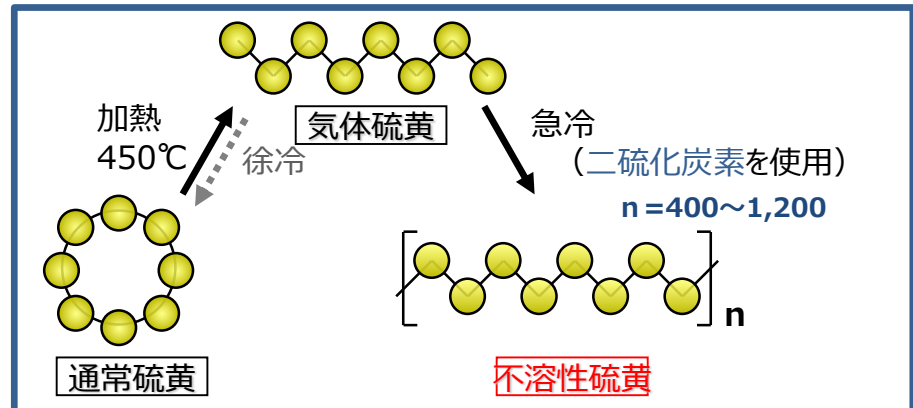 加熱
450℃
徐冷
気体硫黄
急冷
（二硫化炭素を使用）
n =400～1,200
n
通常硫黄
不溶性硫黄